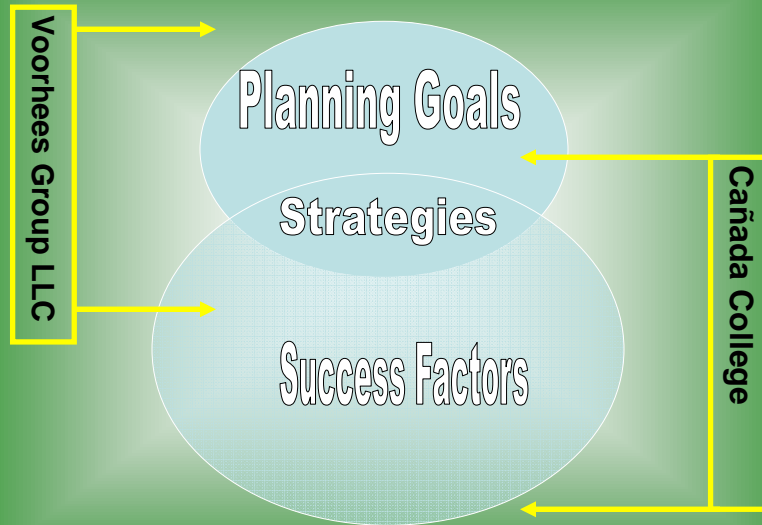 Voorhees Group LLC
Planning Goals
Strategies
Success Factors
Cañada College